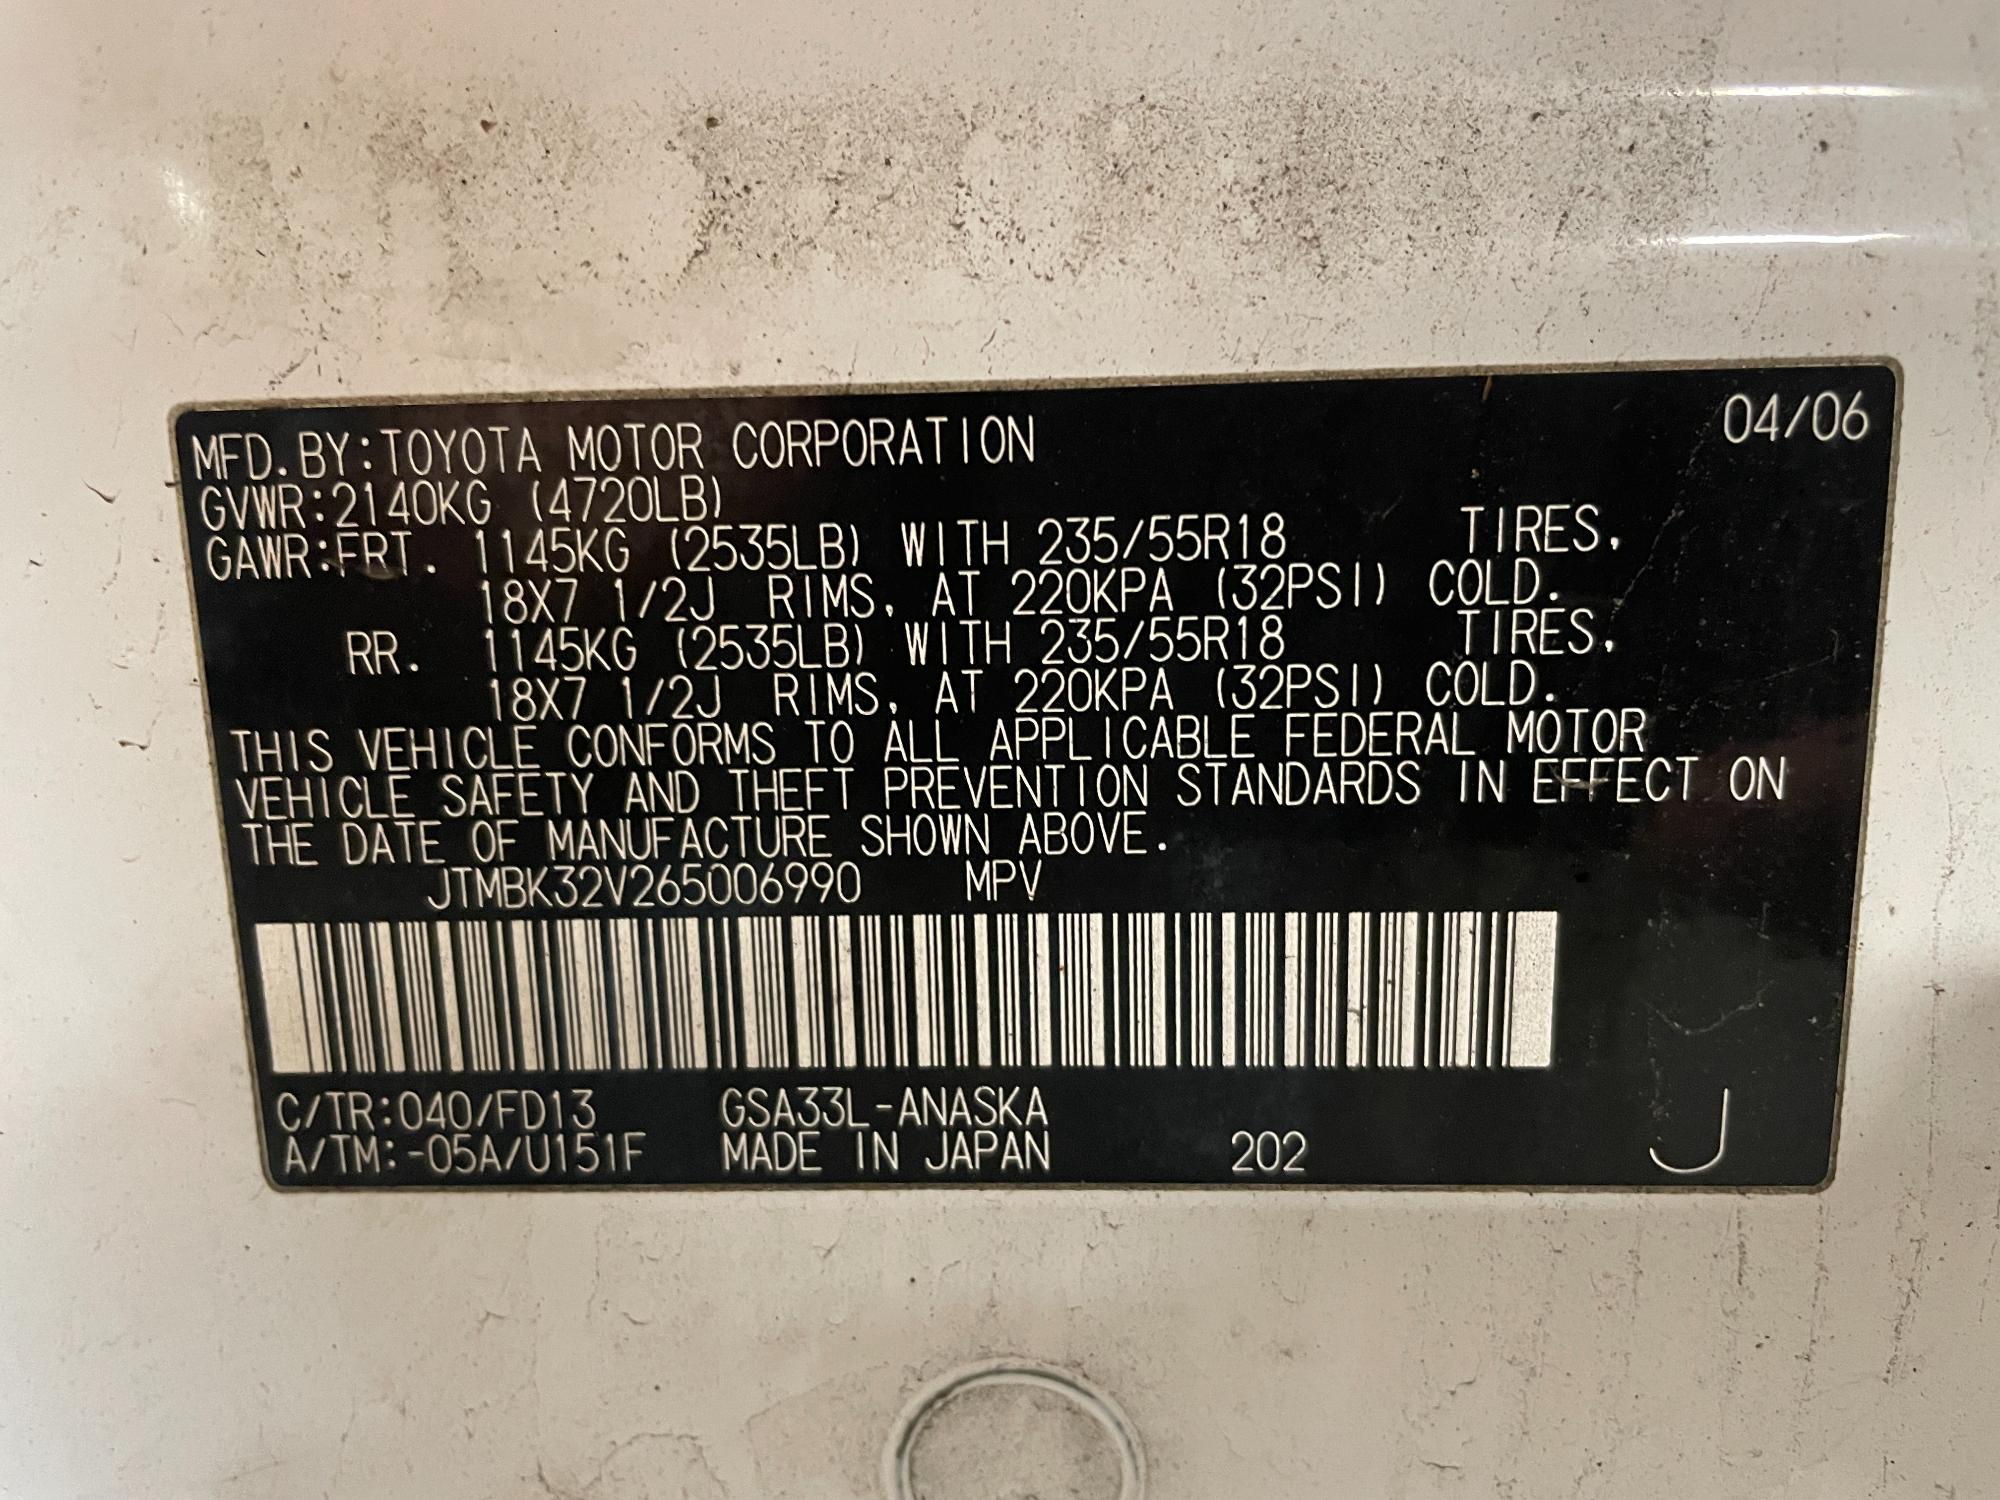 04/06
MFD. BY: TOYOTA MOTOR CORPORATION
GVWR: 2140KG (4720LB)
GAWR: FRT. 1145KG (2535LB) WITH 235/55R18 TIRES,
18X7 1/2J RIMS, AT 220KPA (32PSI) COLD.
RR. 1145KG (2535LB) WITH 235/55R18 TIRES,
18X7 1/2J RIMS, AT 220KPA (32PSI) COLD.
THIS VEHICLE CONFORMS TO ALL APPLICABLE FEDERAL MOTOR
VEHICLE SAFETY AND THEFT PREVENTION STANDARDS IN EFFECT ON
THE DATE OF MANUFACTURE SHOWN ABOVE.
JTMBK32V265006990 MPV
C/TR: 040/FD13 GSA33L-ANASKA
A/TM: -05A/U151F MADE IN JAPAN 202 J